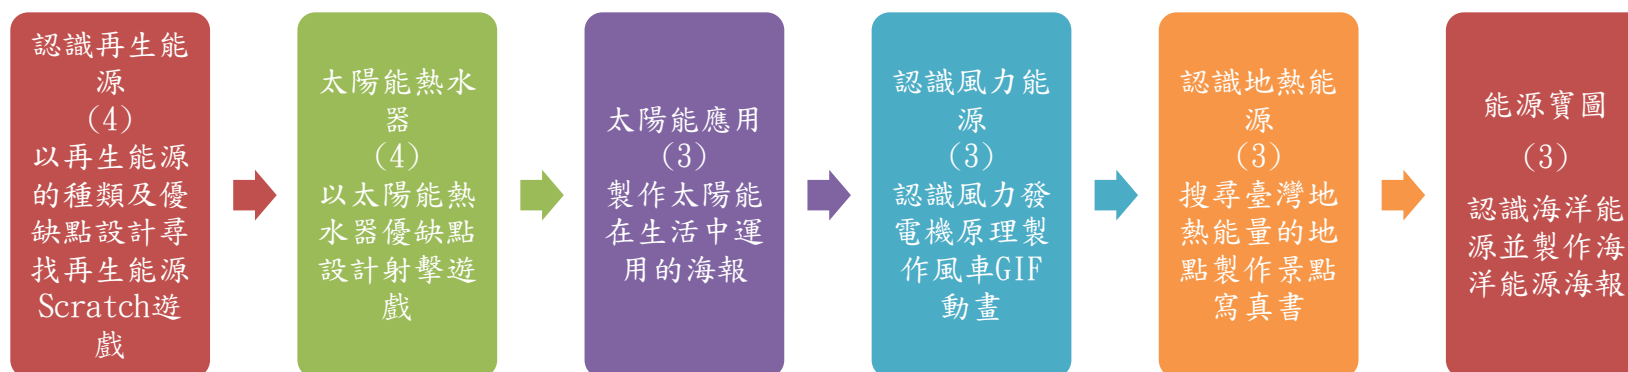 認識再生能
源
(4)
以再生能源
的種類及優
缺點設計尋
找再生能源
Scratch遊
戲
太陽能熱水
器
(4)
以太陽能熱
水器優缺點
設計射擊遊
戲
太陽能應用
(3)
製作太陽能
在生活中運
用的海報
認識風力能
源
(3)
認識風力發
電機原理製
作風車GIF
動畫
認識地熱能
源
(3)
搜尋臺灣地
熱能量的地
點製作景點
寫真書
能源寶圖
(3)
認識海洋能
源並製作海
洋能源海報